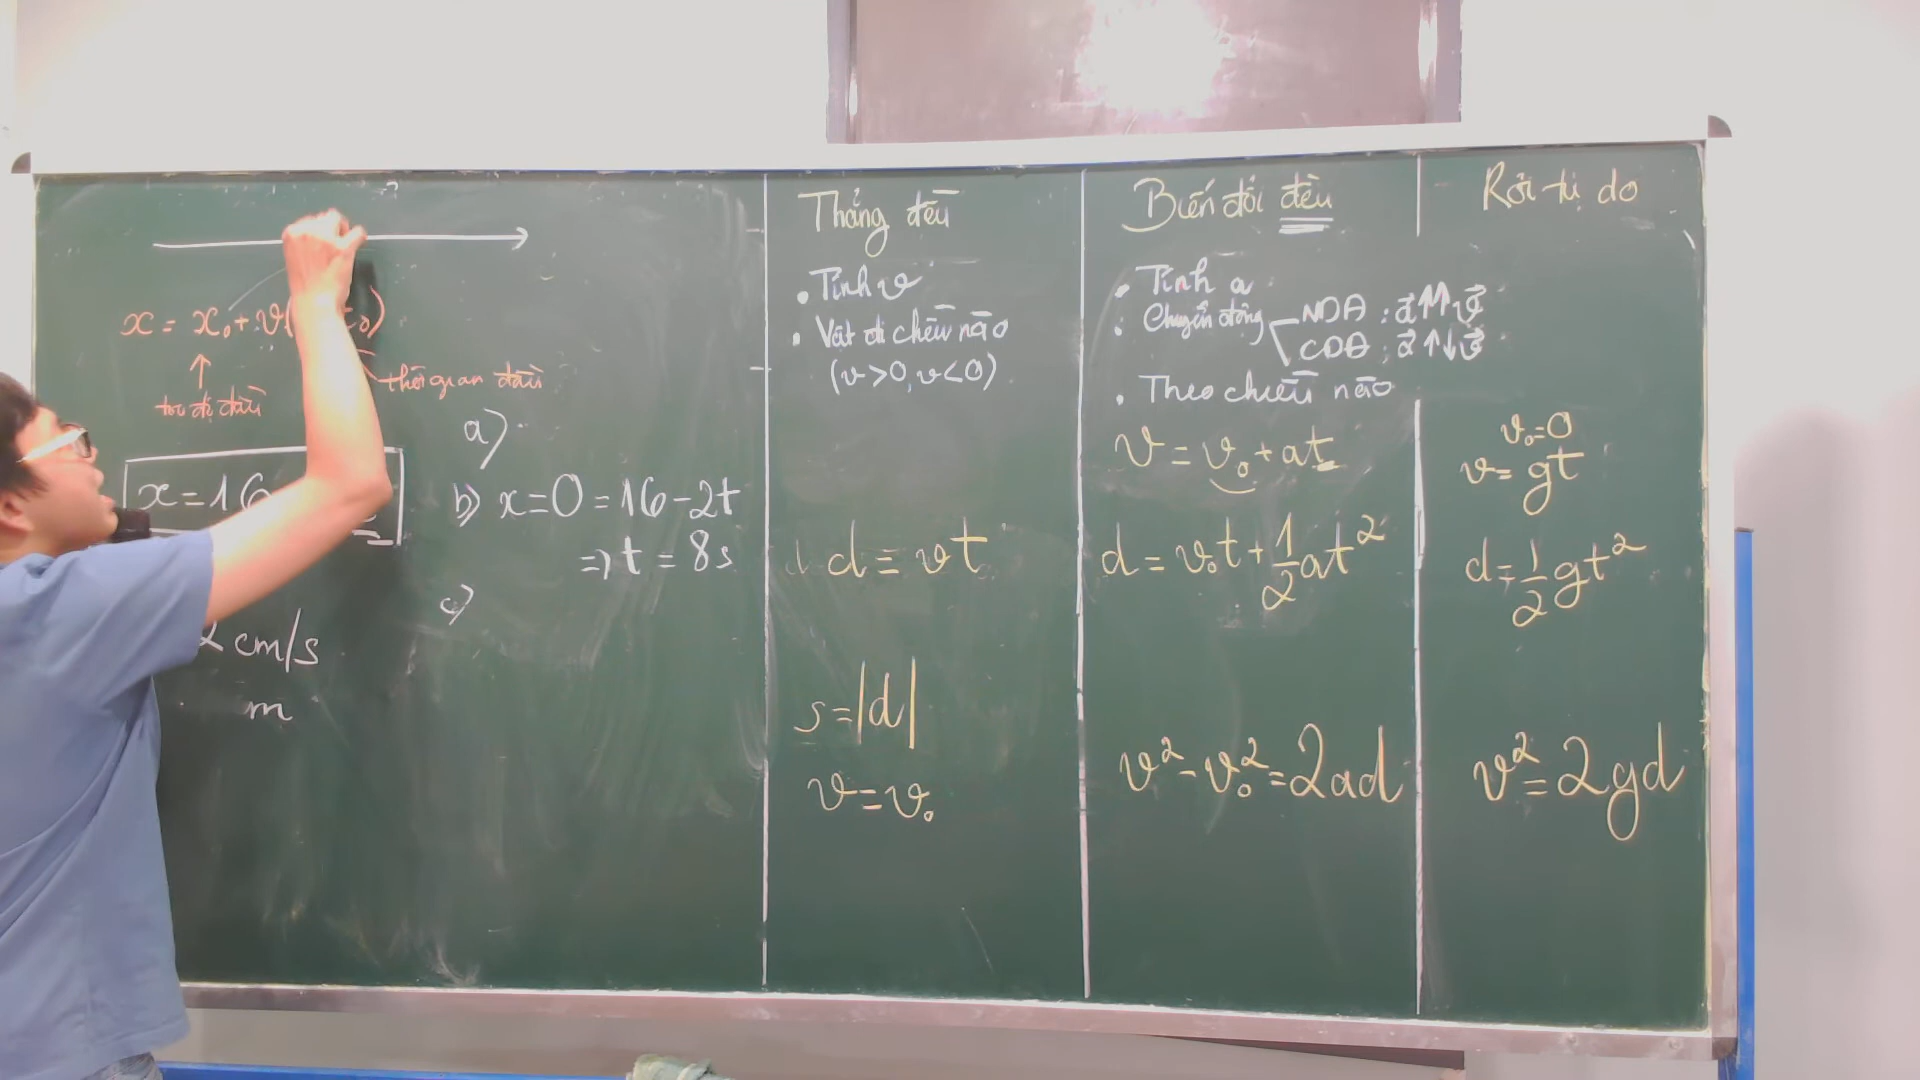 x = x₀ + v( t₀)
tọa độ đầu
thời gian đầu
x = 16
2 cm/s
m
a)
b) x = 0 = 16 - 2t
=> t = 8s
c)
Thẳng đều
• Tính v
• Vật đi chiều nào
(v > 0, v < 0)
d = vt
s = |d|
v = v₀
Biến đổi đều
• Tính a
• Chuyển động
NDĐ : a⃗ ↑↑ v⃗
CDĐ : a⃗ ↑↓ v⃗
• Theo chiều nào
v = v₀ + at
d = v₀t + 1/2 at²
v² - v₀² = 2ad
Rơi tự do
v₀ = 0
v = gt
d = 1/2 gt²
v² = 2gd